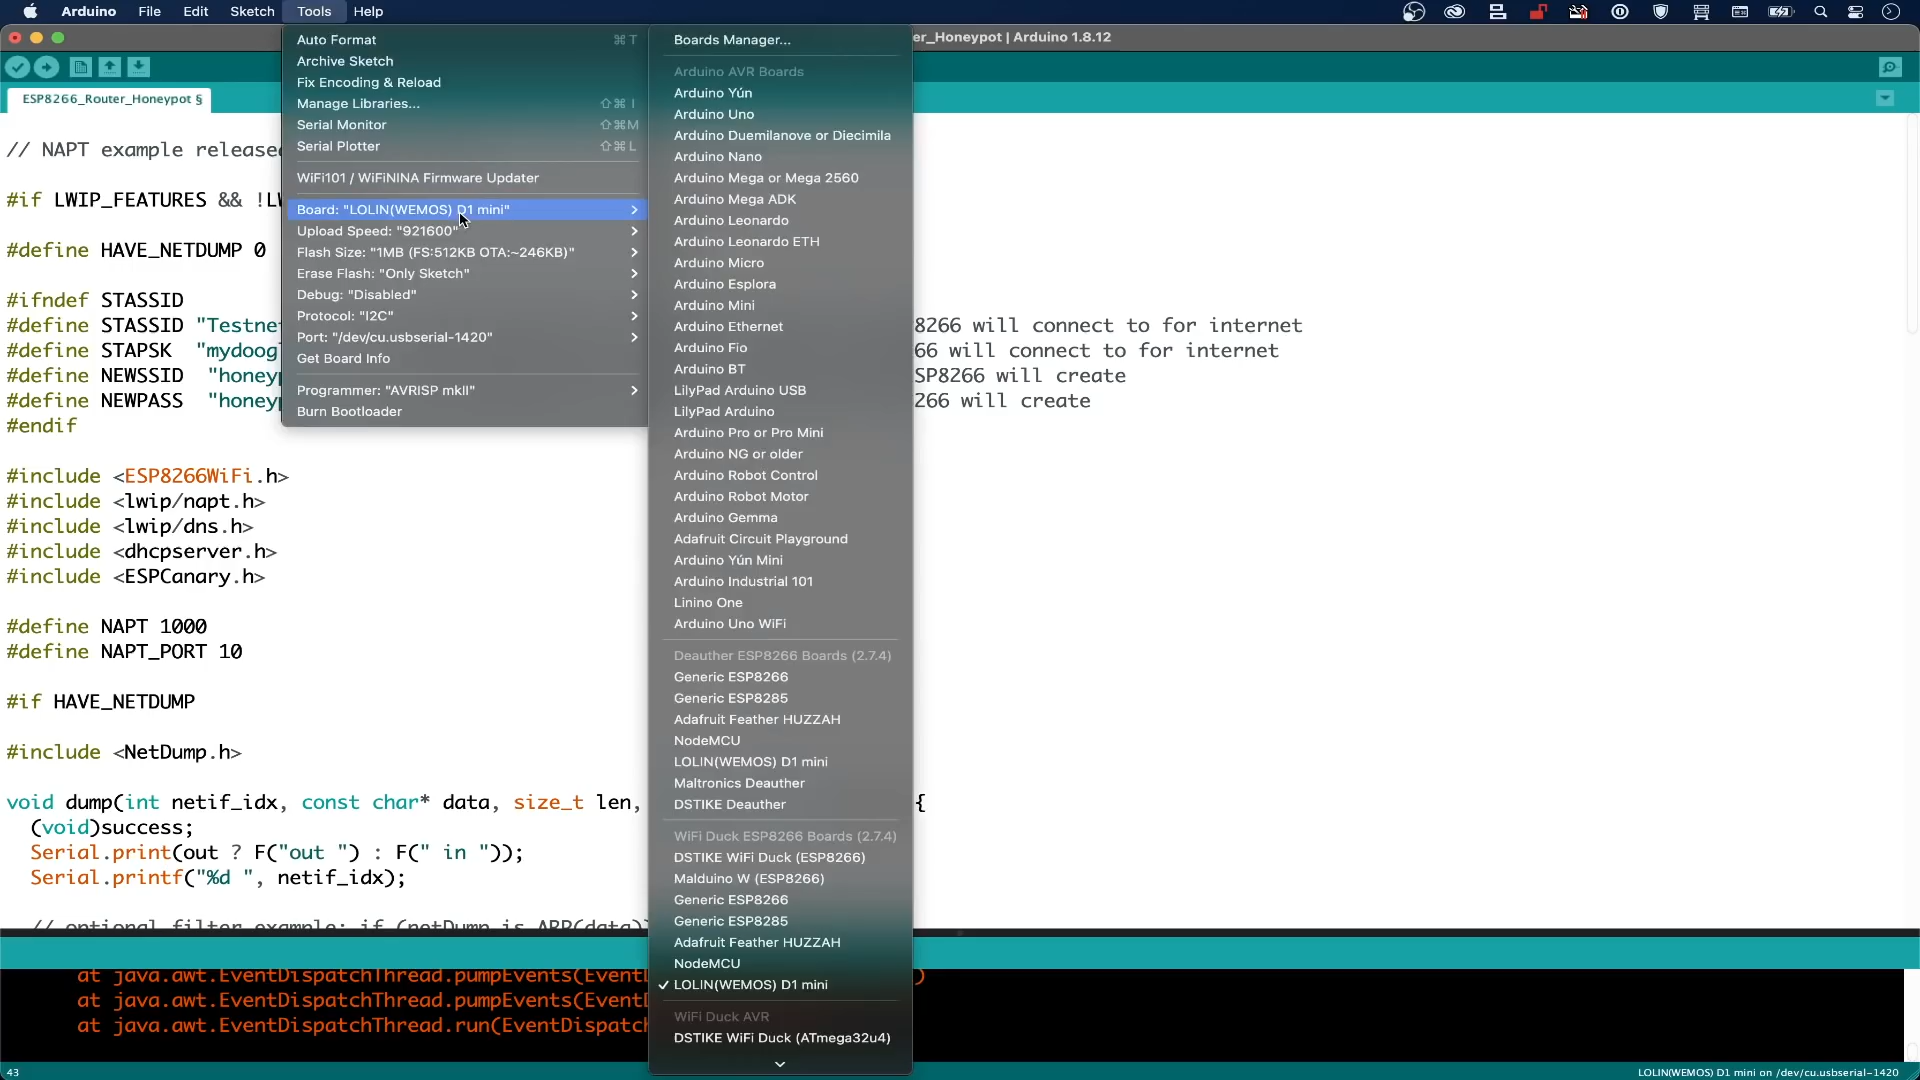 Arduino File Edit Sketch Tools Help
er_Honeypot | Arduino 1.8.12
ESP8266_Router_Honeypot §
Auto Format ⌘ T
Archive Sketch
Fix Encoding & Reload
Manage Libraries... ⇧⌘ I
Serial Monitor ⇧⌘M
Serial Plotter ⇧⌘ L
WiFi101 / WiFiNINA Firmware Updater
Board: "LOLIN(WEMOS) D1 mini"
Upload Speed: "921600"
Flash Size: "1MB (FS:512KB OTA:~246KB)"
Erase Flash: "Only Sketch"
Debug: "Disabled"
Protocol: "I2C"
Port: "/dev/cu.usbserial-1420"
Get Board Info
Programmer: "AVRISP mkII"
Burn Bootloader
Boards Manager...
Arduino AVR Boards
Arduino Yún
Arduino Uno
Arduino Duemilanove or Diecimila
Arduino Nano
Arduino Mega or Mega 2560
Arduino Mega ADK
Arduino Leonardo
Arduino Leonardo ETH
Arduino Micro
Arduino Esplora
Arduino Mini
Arduino Ethernet
Arduino Fio
Arduino BT
LilyPad Arduino USB
LilyPad Arduino
Arduino Pro or Pro Mini
Arduino NG or older
Arduino Robot Control
Arduino Robot Motor
Arduino Gemma
Adafruit Circuit Playground
Arduino Yún Mini
Arduino Industrial 101
Linino One
Arduino Uno WiFi
Deauther ESP8266 Boards (2.7.4)
Generic ESP8266
Generic ESP8285
Adafruit Feather HUZZAH
NodeMCU
LOLIN(WEMOS) D1 mini
Maltronics Deauther
DSTIKE Deauther
WiFi Duck ESP8266 Boards (2.7.4)
DSTIKE WiFi Duck (ESP8266)
Malduino W (ESP8266)
Generic ESP8266
Generic ESP8285
Adafruit Feather HUZZAH
NodeMCU
✓ LOLIN(WEMOS) D1 mini
WiFi Duck AVR
DSTIKE WiFi Duck (ATmega32u4)
// NAPT example release
#if LWIP_FEATURES && !L
#define HAVE_NETDUMP 0
#ifndef STASSID
#define STASSID "Testne 8266 will connect to for internet
#define STAPSK "mydoog 66 will connect to for internet
#define NEWSSID "honeyp SP8266 will create
#define NEWPASS "honeyp 266 will create
#endif
#include <ESP8266WiFi.h>
#include <lwip/napt.h>
#include <lwip/dns.h>
#include <dhcpserver.h>
#include <ESPCanary.h>
#define NAPT 1000
#define NAPT_PORT 10
#if HAVE_NETDUMP
#include <NetDump.h>
void dump(int netif_idx, const char* data, size_t len, {
(void)success;
Serial.print(out ? F("out ") : F(" in "));
Serial.printf("%d ", netif_idx);
// optional filter example: if (netDump_is_ARP(data))
at java.awt.EventDispatchThread.pumpEvents(Event )
at java.awt.EventDispatchThread.pumpEvents(Event
at java.awt.EventDispatchThread.run(EventDispatc
43
LOLIN(WEMOS) D1 mini on /dev/cu.usbserial-1420